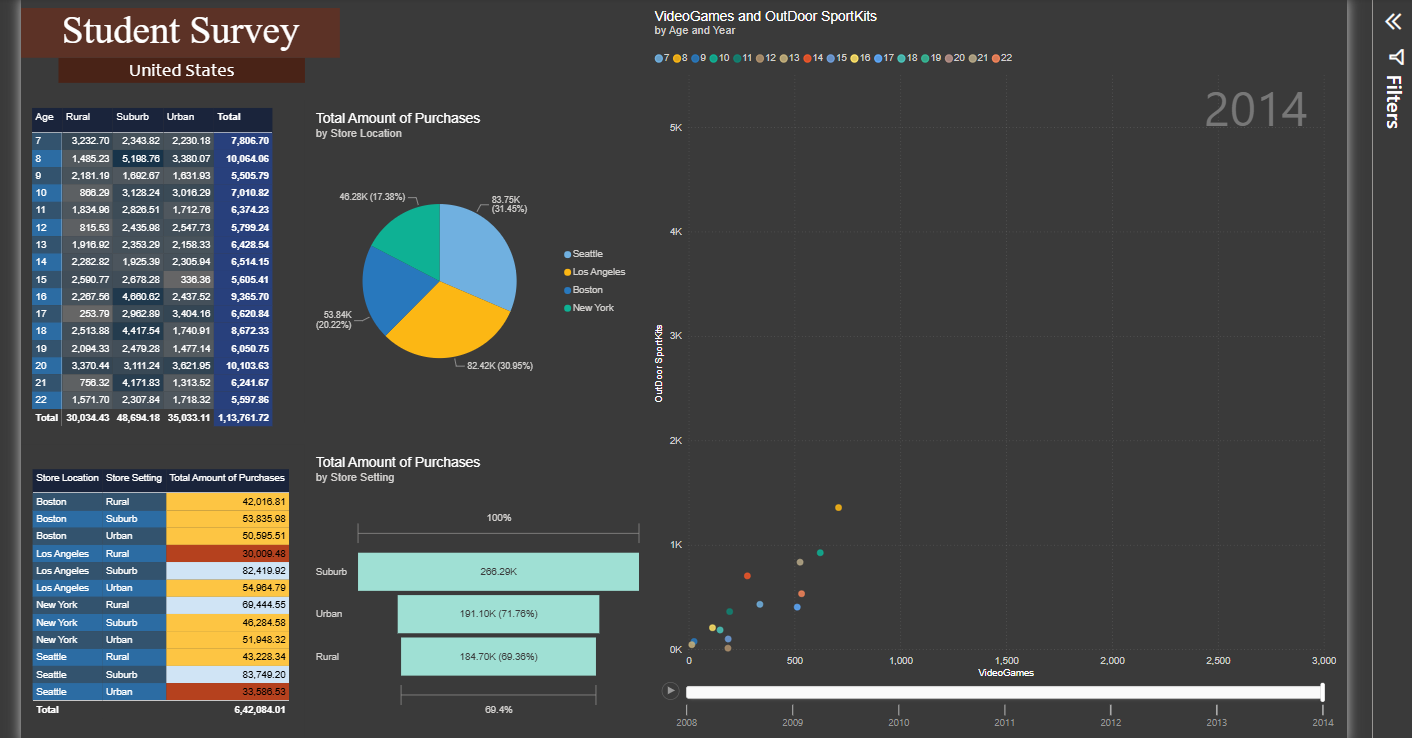 Student Survey
United States
Age Rural Suburb Urban Total
7 3,232.70 2,343.82 2,230.18 7,806.70
8 1,485.23 5,198.76 3,380.07 10,064.06
9 2,181.19 1,692.67 1,631.93 5,505.79
10 866.29 3,128.24 3,016.29 7,010.82
11 1,834.96 2,826.51 1,712.76 6,374.23
12 815.53 2,435.98 2,547.73 5,799.24
13 1,916.92 2,353.29 2,158.33 6,428.54
14 2,282.82 1,925.39 2,305.94 6,514.15
15 2,590.77 2,678.28 336.36 5,605.41
16 2,267.56 4,660.62 2,437.52 9,365.70
17 253.79 2,962.89 3,404.16 6,620.84
18 2,513.88 4,417.54 1,740.91 8,672.33
19 2,094.33 2,479.28 1,477.14 6,050.75
20 3,370.44 3,111.24 3,621.95 10,103.63
21 756.32 4,171.83 1,313.52 6,241.67
22 1,571.70 2,307.84 1,718.32 5,597.86
Total 30,034.43 48,694.18 35,033.11 1,13,761.72
Total Amount of Purchases
by Store Location
46.28K (17.38%)
83.75K
(31.45%)
53.84K
(20.22%)
82.42K (30.95%)
Seattle
Los Angeles
Boston
New York
Store Location Store Setting Total Amount of Purchases
Boston Rural 42,016.81
Boston Suburb 53,835.98
Boston Urban 50,595.51
Los Angeles Rural 30,009.48
Los Angeles Suburb 82,419.92
Los Angeles Urban 54,964.79
New York Rural 69,444.55
New York Suburb 46,284.58
New York Urban 51,948.32
Seattle Rural 43,228.34
Seattle Suburb 83,749.20
Seattle Urban 33,586.53
Total 6,42,084.01
Total Amount of Purchases
by Store Setting
100%
Suburb 266.29K
Urban 191.10K (71.76%)
Rural 184.70K (69.36%)
69.4%
VideoGames and OutDoor SportKits
by Age and Year
7 8 9 10 11 12 13 14 15 16 17 18 19 20 21 22
2014
5K
4K
3K
2K
1K
0K
OutDoor SportKits
0 500 1,000 1,500 2,000 2,500 3,000
VideoGames
2008 2009 2010 2011 2012 2013 2014
Filters